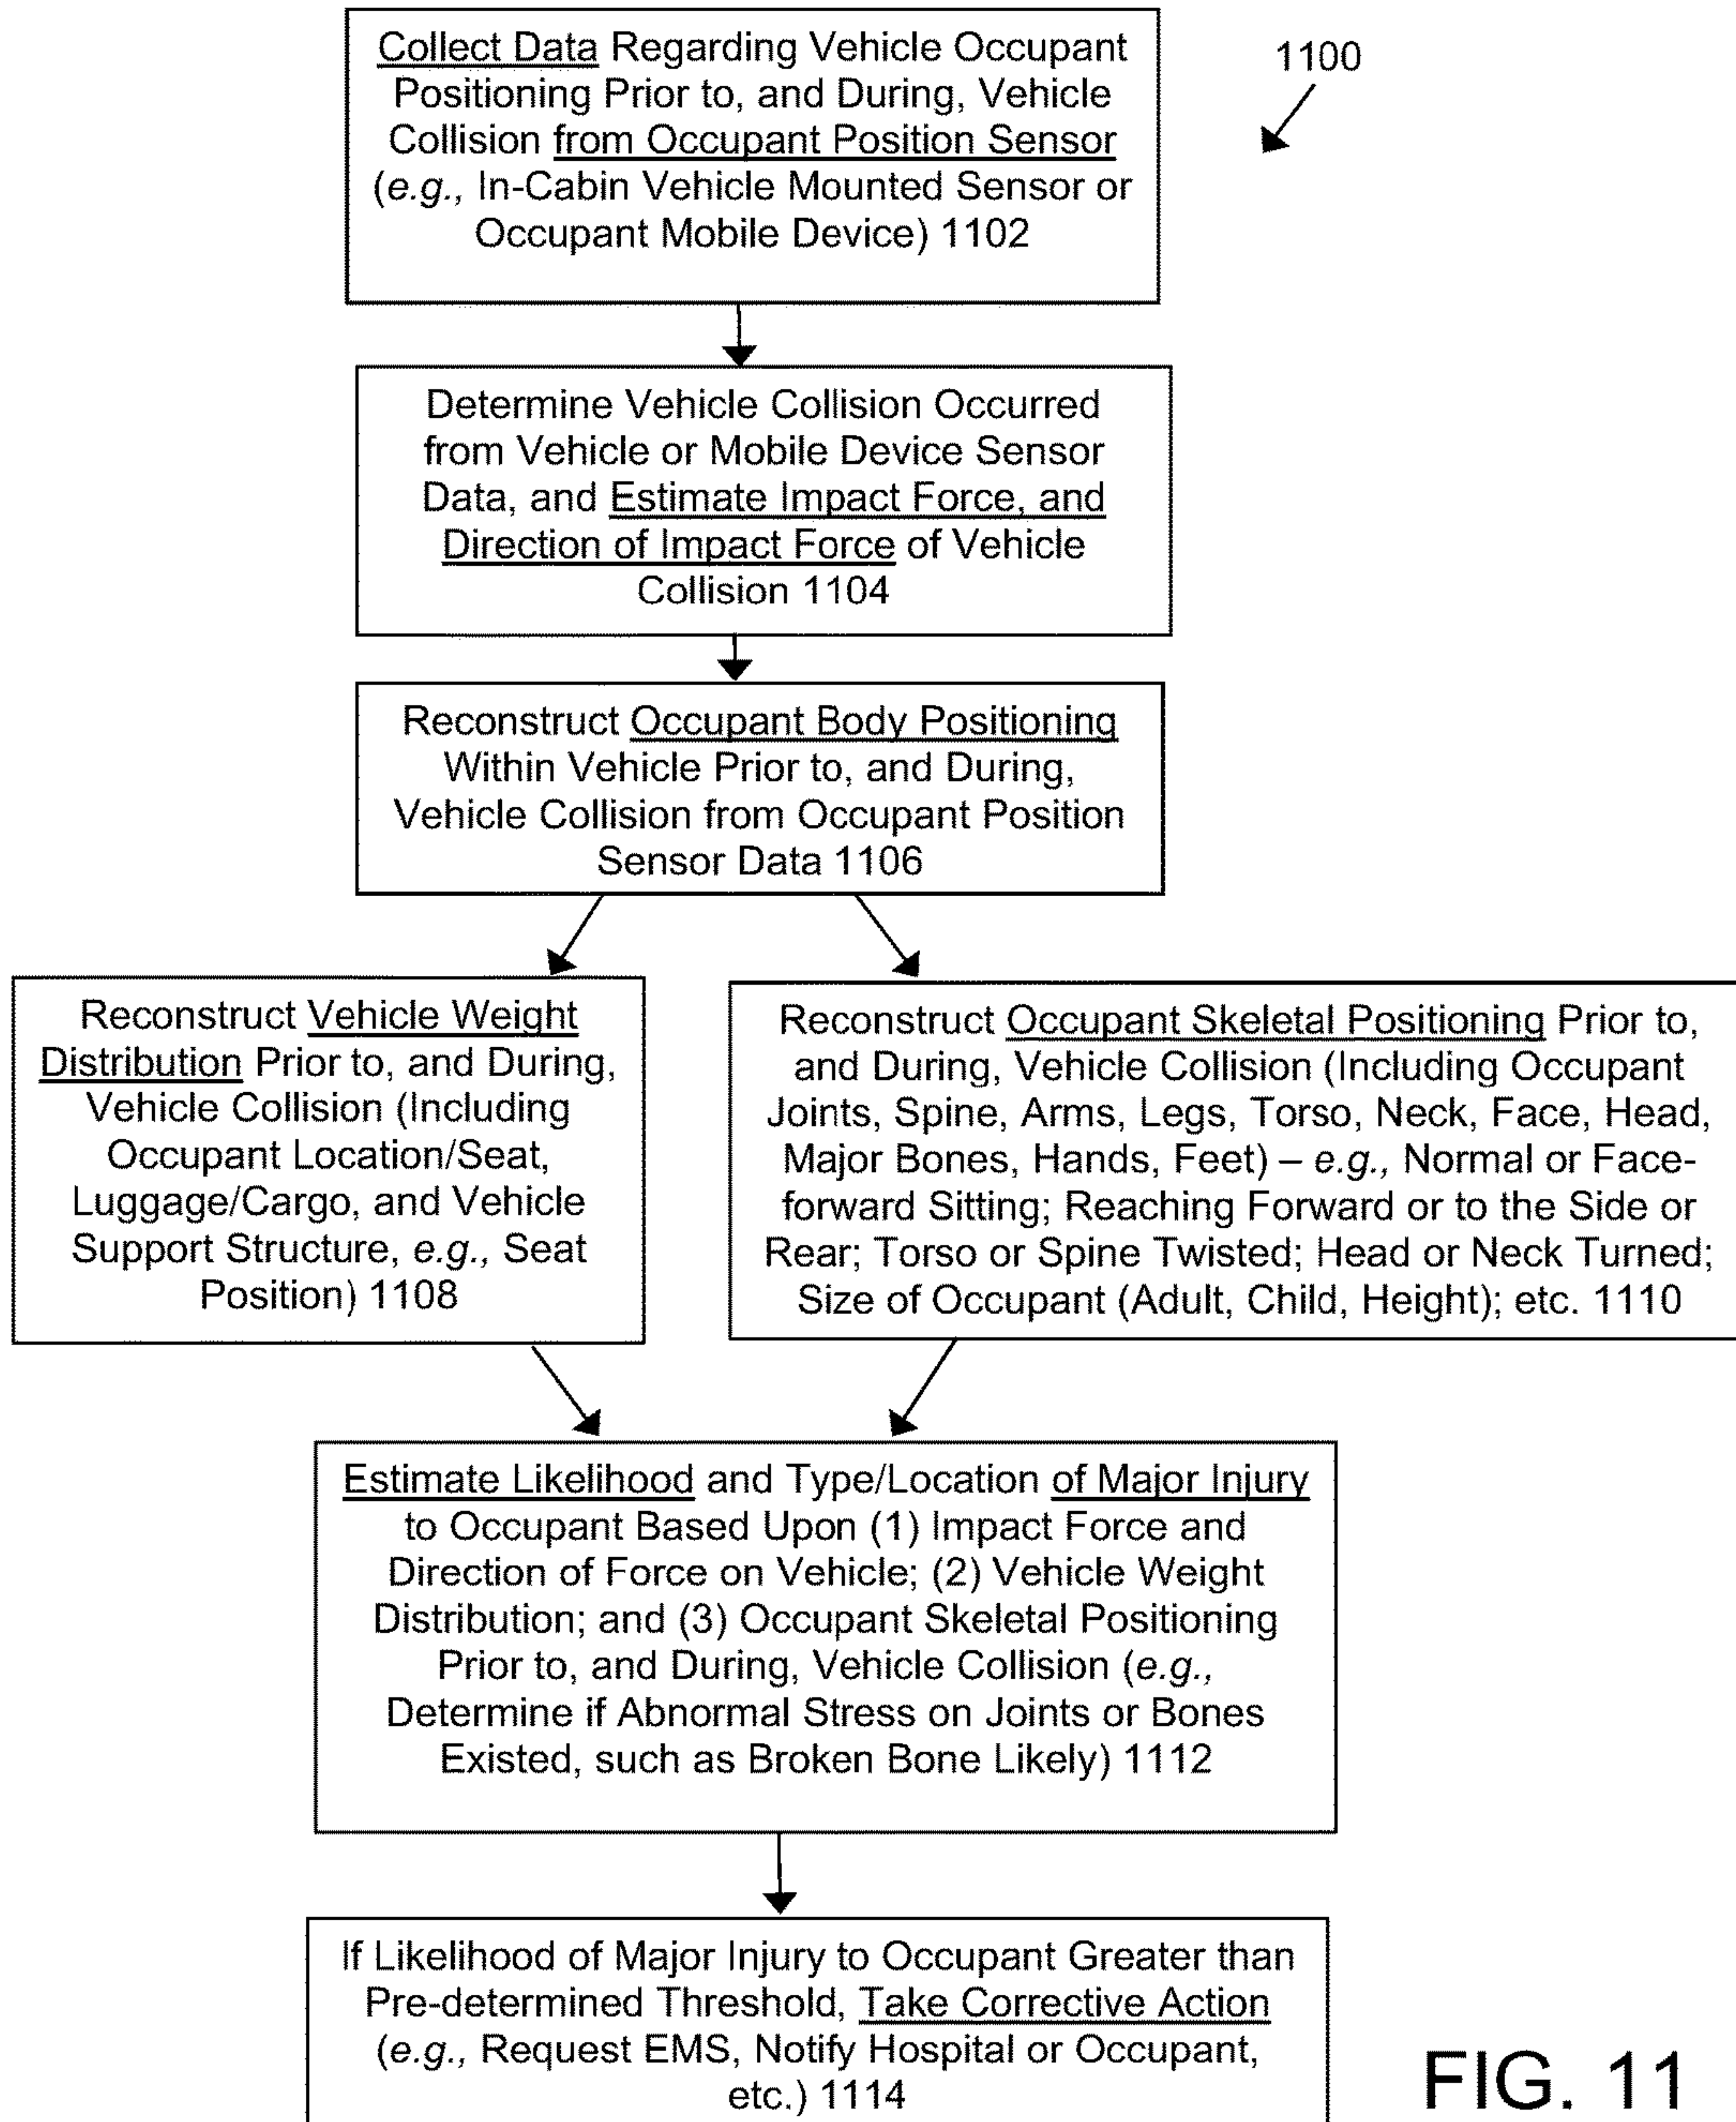 Collect Data Regarding Vehicle Occupant
Positioning Prior to, and During, Vehicle
Collision from Occupant Position Sensor
(e.g., In-Cabin Vehicle Mounted Sensor or
Occupant Mobile Device) 1102
1100
Determine Vehicle Collision Occurred
from Vehicle or Mobile Device Sensor
Data, and Estimate Impact Force, and
Direction of Impact Force of Vehicle
Collision 1104
Reconstruct Occupant Body Positioning
Within Vehicle Prior to, and During,
Vehicle Collision from Occupant Position
Sensor Data 1106
Reconstruct Vehicle Weight
Distribution Prior to, and During,
Vehicle Collision (Including
Occupant Location/Seat,
Luggage/Cargo, and Vehicle
Support Structure, e.g., Seat
Position) 1108
Reconstruct Occupant Skeletal Positioning Prior to,
and During, Vehicle Collision (Including Occupant
Joints, Spine, Arms, Legs, Torso, Neck, Face, Head,
Major Bones, Hands, Feet) – e.g., Normal or Face-
forward Sitting; Reaching Forward or to the Side or
Rear; Torso or Spine Twisted; Head or Neck Turned;
Size of Occupant (Adult, Child, Height); etc. 1110
Estimate Likelihood and Type/Location of Major Injury
to Occupant Based Upon (1) Impact Force and
Direction of Force on Vehicle; (2) Vehicle Weight
Distribution; and (3) Occupant Skeletal Positioning
Prior to, and During, Vehicle Collision (e.g.,
Determine if Abnormal Stress on Joints or Bones
Existed, such as Broken Bone Likely) 1112
If Likelihood of Major Injury to Occupant Greater than
Pre-determined Threshold, Take Corrective Action
(e.g., Request EMS, Notify Hospital or Occupant,
etc.) 1114
FIG. 11